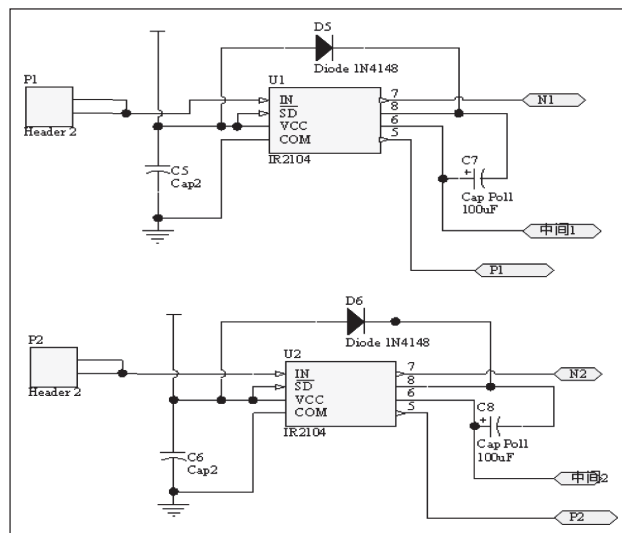 D5
Diode 1N4148
P1
Header 2
U1
IN
SD
VCC
COM
IR2104
7
8
6
5
N1
C5
Cap2
C7
+
Cap Poll
100uF
中间1
P1
D6
Diode 1N4148
P2
Header 2
U2
IN
SD
VCC
COM
IR2104
7
8
6
5
N2
C6
Cap2
C8
+
Cap Poll
100uF
中间2
P2